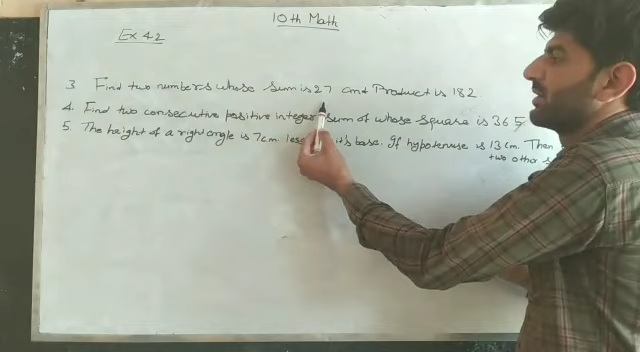 10th Math
Ex 4.2
3 Find two numbers whose sum is 27 and Product is 182.
4. Find two consecutive positive integer sum of whose square is 365
5. The height of a right angle is 7cm. less it's base. If hypotenuse is 13 cm. Then
two other